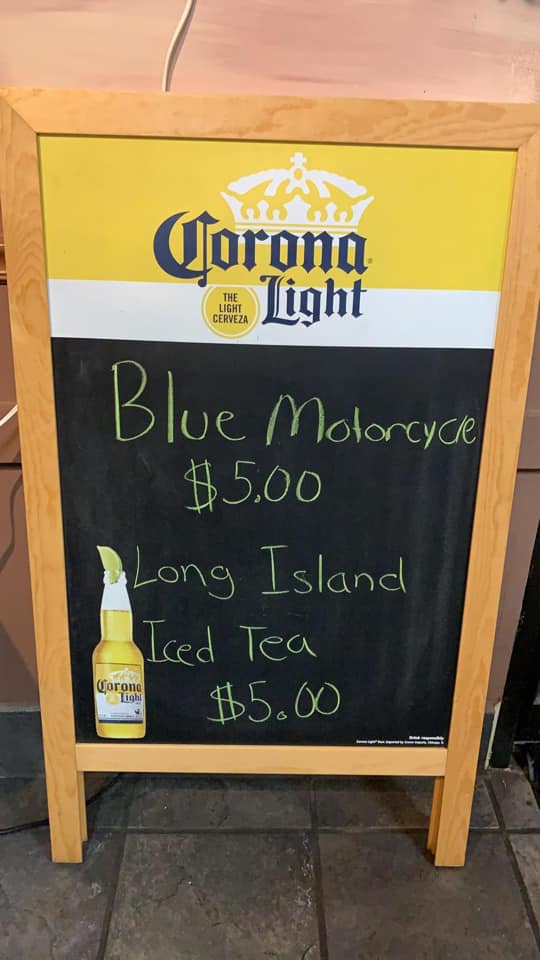 Corona
Light
THE
LIGHT
CERVEZA
Blue Motorcycle
$5.00
Long Island
Iced Tea
$5.00
Corona
Light
Drink responsibly